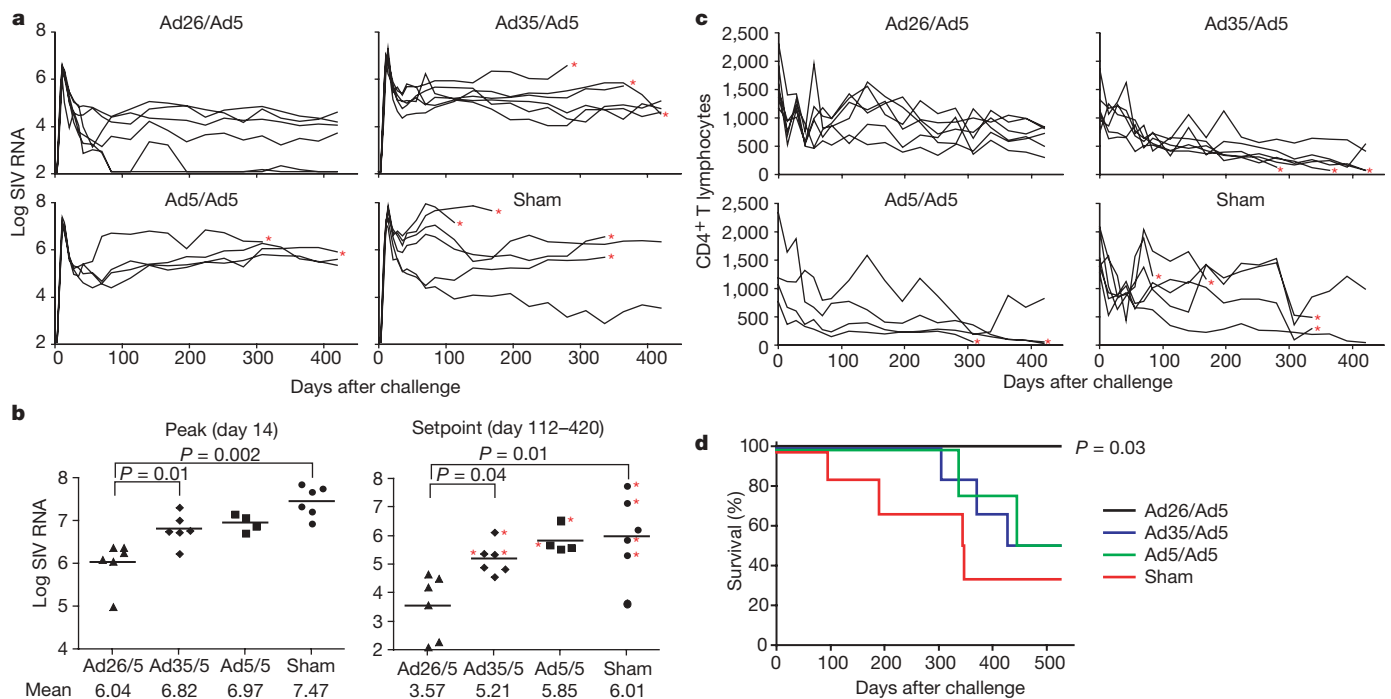 a
Ad26/Ad5
Ad35/Ad5
8
6
4
2
Log SIV RNA
Ad5/Ad5
Sham
8
6
4
2
0 100 200 300 400
0 100 200 300 400
Days after challenge
* * * * * * * * *
b
Peak (day 14)
P = 0.002
P = 0.01
Log SIV RNA
8
7
6
5
4
Ad26/5 Ad35/5 Ad5/5 Sham
Mean 6.04 6.82 6.97 7.47
Setpoint (day 112–420)
P = 0.01
P = 0.04
8
7
6
5
4
3
2
Ad26/5 Ad35/5 Ad5/5 Sham
3.57 5.21 5.85 6.01
c
Ad26/Ad5
Ad35/Ad5
2,500
2,000
1,500
1,000
500
0
CD4+ T lymphocytes
Ad5/Ad5
Sham
2,500
2,000
1,500
1,000
500
0
0 100 200 300 400
0 100 200 300 400
Days after challenge
d
Survival (%)
100
80
60
40
20
0
0 100 200 300 400 500
Days after challenge
P = 0.03
Ad26/Ad5
Ad35/Ad5
Ad5/Ad5
Sham